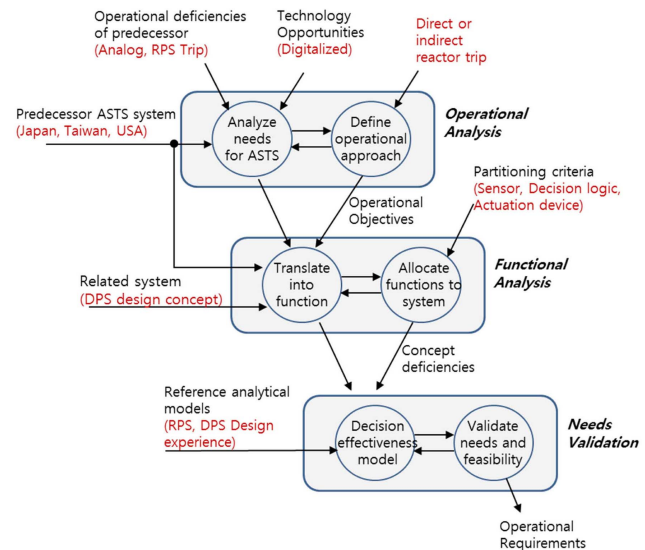 Operational deficiencies
of predecessor
(Analog, RPS Trip)
Technology
Opportunities
(Digitalized)
Direct or
indirect
reactor trip
Predecessor ASTS system
(Japan, Taiwan, USA)
Analyze
needs
for ASTS
Define
operational
approach
Operational
Analysis
Operational
Objectives
Partitioning criteria
(Sensor, Decision logic,
Actuation device)
Related system
(DPS design concept)
Translate
into
function
Allocate
functions to
system
Functional
Analysis
Concept
deficiencies
Reference analytical
models
(RPS, DPS Design
experience)
Decision
effectiveness
model
Validate
needs and
feasibility
Needs
Validation
Operational
Requirements